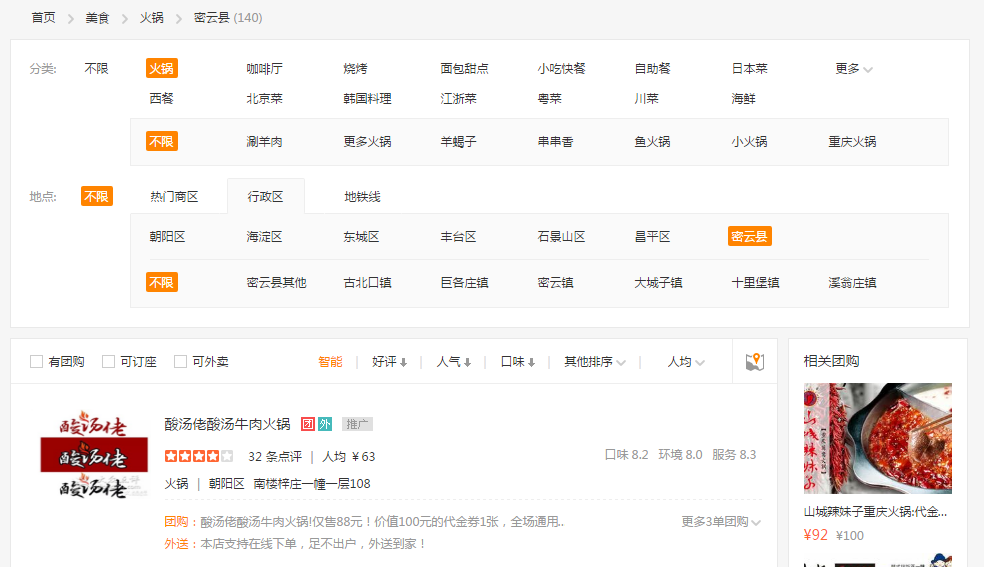 首页 美食 火锅 密云县 (140)
分类: 不限 火锅 咖啡厅 烧烤 面包甜点 小吃快餐 自助餐 日本菜 更多
西餐 北京菜 韩国料理 江浙菜 粤菜 川菜 海鲜
不限 涮羊肉 更多火锅 羊蝎子 串串香 鱼火锅 小火锅 重庆火锅
地点: 不限 热门商区 行政区 地铁线
朝阳区 海淀区 东城区 丰台区 石景山区 昌平区 密云县
不限 密云县其他 古北口镇 巨各庄镇 密云镇 大城子镇 十里堡镇 溪翁庄镇
有团购 可订座 可外卖 智能 | 好评 | 人气 | 口味 | 其他排序 | 人均
酸汤佬
酸汤佬
酸汤佬
酸汤佬酸汤牛肉火锅 团 外 推广
32 条点评 | 人均 ￥63 口味 8.2 环境 8.0 服务 8.3
火锅 | 朝阳区 南楼梓庄一幢一层108
团购：酸汤佬酸汤牛肉火锅!仅售88元！价值100元的代金券1张，全场通用.. 更多3单团购
外送：本店支持在线下单，足不出户，外送到家！
相关团购
山城辣妹子
山城辣妹子重庆火锅:代金...
¥92 ¥100